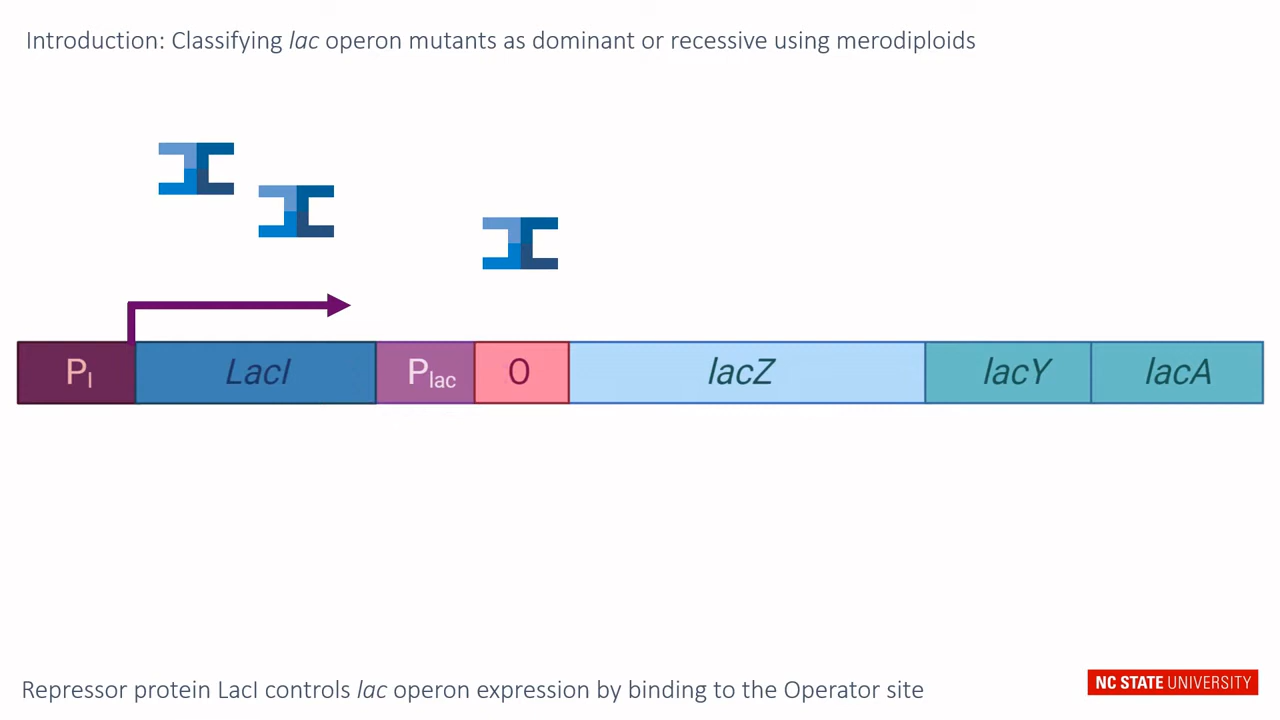 Introduction: Classifying lac operon mutants as dominant or recessive using merodiploids
PI LacI Plac O lacZ lacY lacA
Repressor protein LacI controls lac operon expression by binding to the Operator site
NC STATE UNIVERSITY